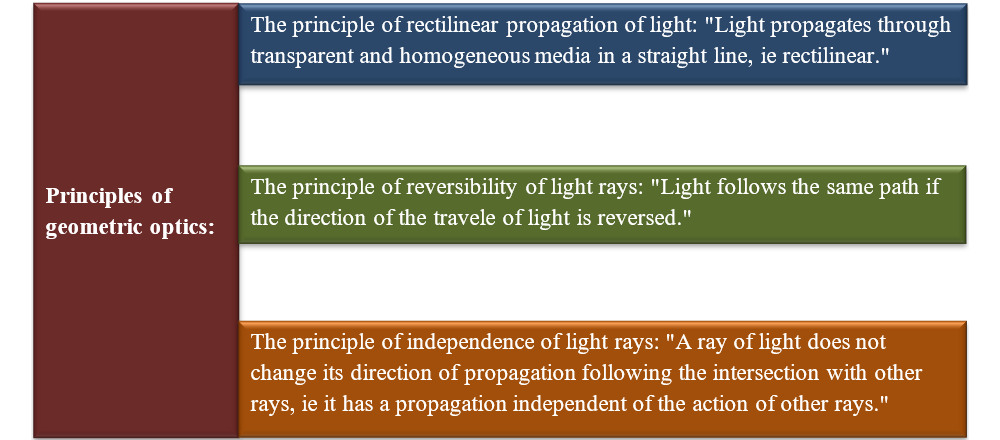 Principles of
geometric optics:
The principle of rectilinear propagation of light: "Light propagates through
transparent and homogeneous media in a straight line, ie rectilinear."
The principle of reversibility of light rays: "Light follows the same path if
the direction of the travele of light is reversed."
The principle of independence of light rays: "A ray of light does not
change its direction of propagation following the intersection with other
rays, ie it has a propagation independent of the action of other rays."